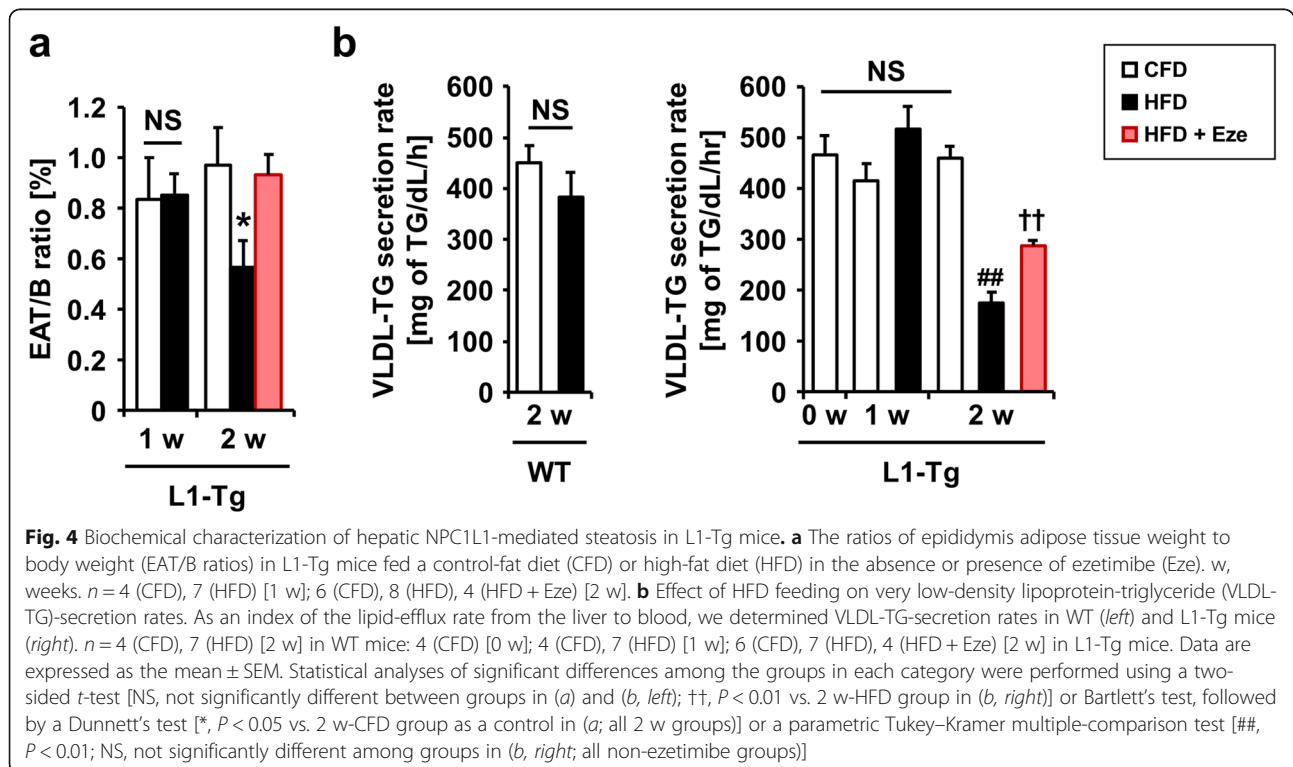 a
EAT/B ratio [%]
1.2
1.0
0.8
0.6
0.4
0.2
0
NS
*
1 w
2 w
L1-Tg
b
VLDL-TG secretion rate
[mg of TG/dL/h]
600
500
400
300
200
100
0
NS
2 w
WT
VLDL-TG secretion rate
[mg of TG/dL/hr]
600
500
400
300
200
100
0
NS
##
††
0 w
1 w
2 w
L1-Tg
CFD
HFD
HFD + Eze
Fig. 4 Biochemical characterization of hepatic NPC1L1-mediated steatosis in L1-Tg mice. a The ratios of epididymis adipose tissue weight to
body weight (EAT/B ratios) in L1-Tg mice fed a control-fat diet (CFD) or high-fat diet (HFD) in the absence or presence of ezetimibe (Eze). w,
weeks. n = 4 (CFD), 7 (HFD) [1 w]; 6 (CFD), 8 (HFD), 4 (HFD + Eze) [2 w]. b Effect of HFD feeding on very low-density lipoprotein-triglyceride (VLDL-
TG)-secretion rates. As an index of the lipid-efflux rate from the liver to blood, we determined VLDL-TG-secretion rates in WT (left) and L1-Tg mice
(right). n = 4 (CFD), 7 (HFD) [2 w] in WT mice: 4 (CFD) [0 w]; 4 (CFD), 7 (HFD) [1 w]; 6 (CFD), 7 (HFD), 4 (HFD + Eze) [2 w] in L1-Tg mice. Data are
expressed as the mean ± SEM. Statistical analyses of significant differences among the groups in each category were performed using a two-
sided t-test [NS, not significantly different between groups in (a) and (b, left); ††, P < 0.01 vs. 2 w-HFD group in (b, right)] or Bartlett's test, followed
by a Dunnett's test [*, P < 0.05 vs. 2 w-CFD group as a control in (a; all 2 w groups)] or a parametric Tukey–Kramer multiple-comparison test [##,
P < 0.01; NS, not significantly different among groups in (b, right; all non-ezetimibe groups)]